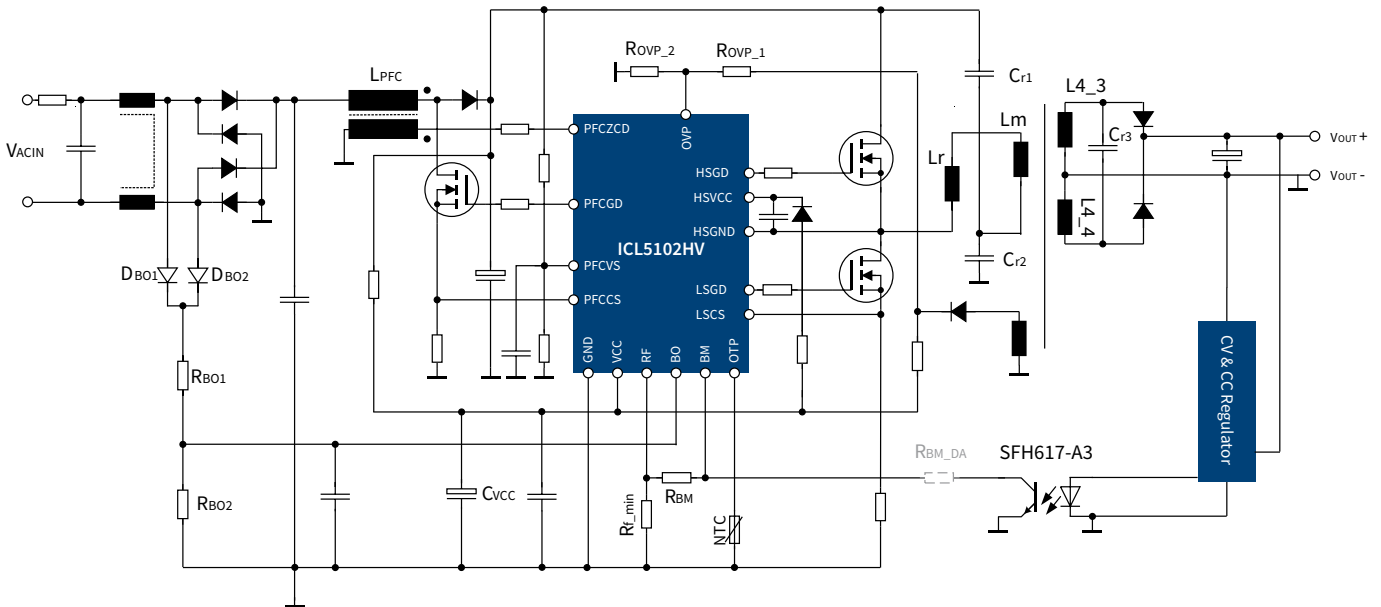 ROVP_2
ROVP_1
LPFC
Cr1
L4_3
VACIN
PFCZCD
OVP
Lr
Lm
Cr3
VOUT +
HSGD
VOUT -
PFCGD
HSVCC
L4_4
HSGND
ICL5102HV
DBO1
DBO2
PFCVS
Cr2
PFCCS
LSGD
LSCS
GND
VCC
RF
BO
BM
OTP
RBO1
CV & CC Regulator
RBM_DA
SFH617-A3
RBO2
CVCC
Rf_min
RBM
NTC